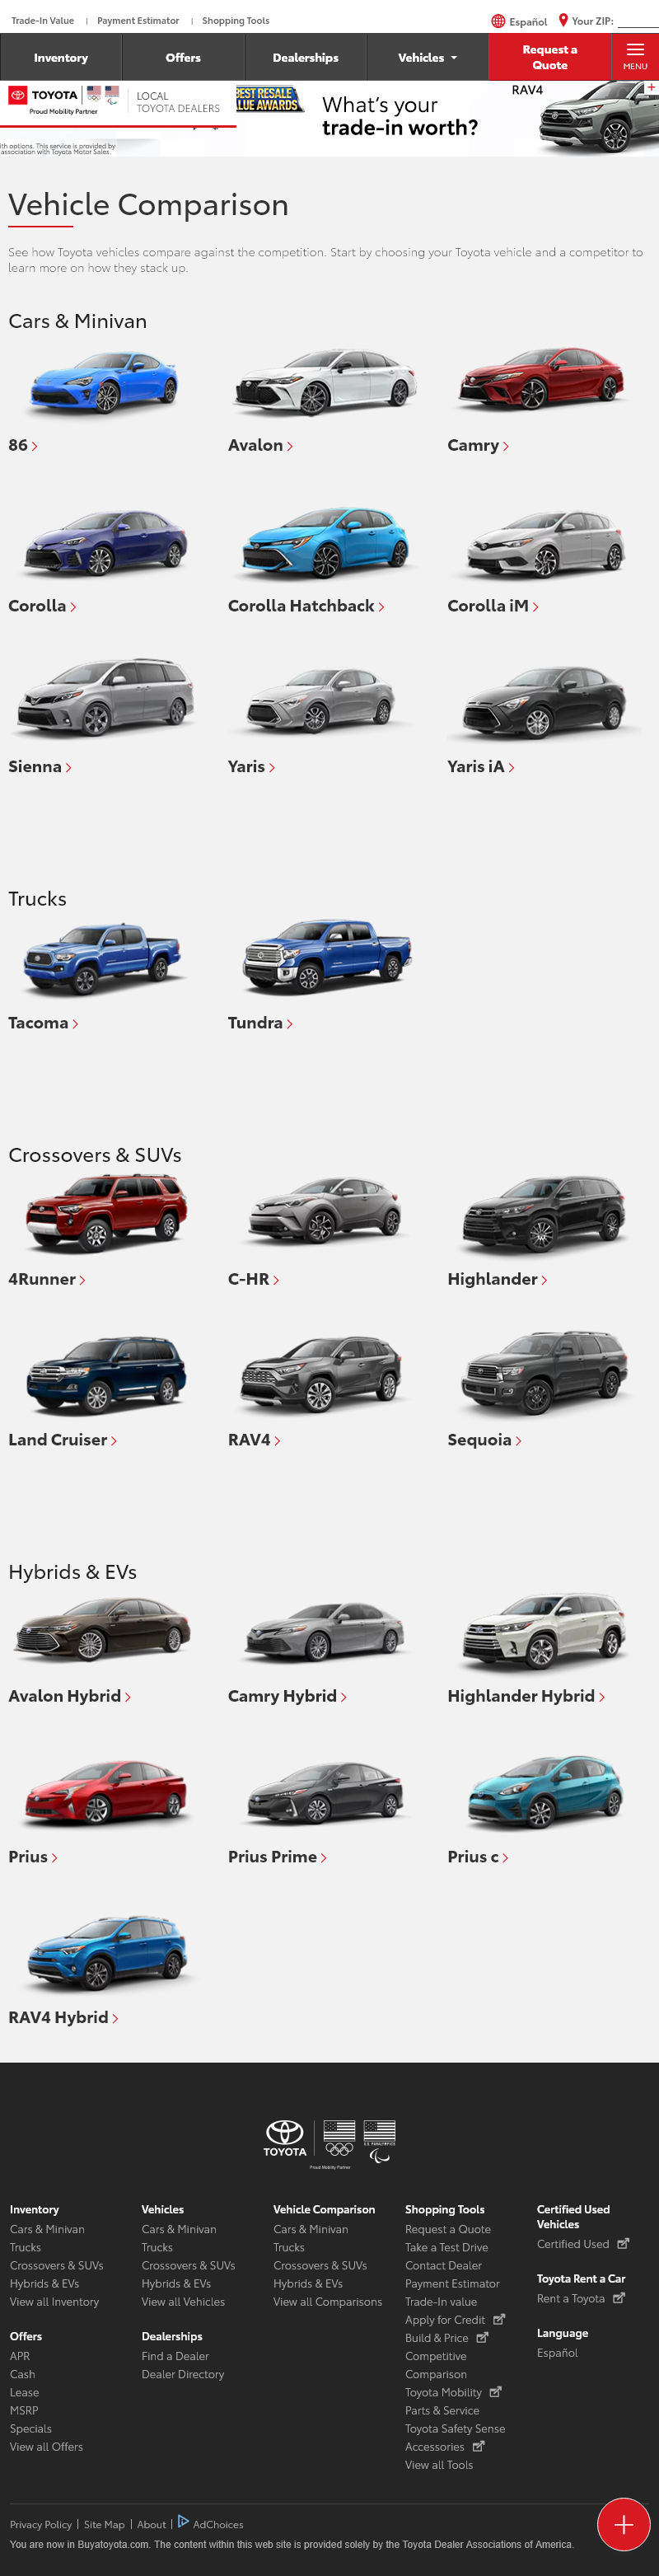 Trade-In Value | Payment Estimator | Shopping Tools
Español Your ZIP:
Inventory Offers Dealerships Vehicles Request a Quote MENU
TOYOTA LOCAL TOYOTA DEALERS
Proud Mobility Partner
BEST RESALE
VALUE AWARDS
What's your
trade-in worth?
RAV4
ith options. This service is provided by
association with Toyota Motor Sales.
Vehicle Comparison
See how Toyota vehicles compare against the competition. Start by choosing your Toyota vehicle and a competitor to
learn more on how they stack up.
Cars & Minivan
86 Avalon Camry
Corolla Corolla Hatchback Corolla iM
Sienna Yaris Yaris iA
Trucks
Tacoma Tundra
Crossovers & SUVs
4Runner C-HR Highlander
Land Cruiser RAV4 Sequoia
Hybrids & EVs
Avalon Hybrid Camry Hybrid Highlander Hybrid
Prius Prius Prime Prius c
RAV4 Hybrid
TOYOTA
U.S. PARALYMPICS
Proud Mobility Partner
Inventory
Cars & Minivan
Trucks
Crossovers & SUVs
Hybrids & EVs
View all Inventory
Offers
APR
Cash
Lease
MSRP
Specials
View all Offers
Vehicles
Cars & Minivan
Trucks
Crossovers & SUVs
Hybrids & EVs
View all Vehicles
Dealerships
Find a Dealer
Dealer Directory
Vehicle Comparison
Cars & Minivan
Trucks
Crossovers & SUVs
Hybrids & EVs
View all Comparisons
Shopping Tools
Request a Quote
Take a Test Drive
Contact Dealer
Payment Estimator
Trade-In value
Apply for Credit
Build & Price
Competitive
Comparison
Toyota Mobility
Parts & Service
Toyota Safety Sense
Accessories
View all Tools
Certified Used
Vehicles
Certified Used
Toyota Rent a Car
Rent a Toyota
Language
Español
Privacy Policy | Site Map | About | AdChoices
You are now in Buyatoyota.com. The content within this web site is provided solely by the Toyota Dealer Associations of America.